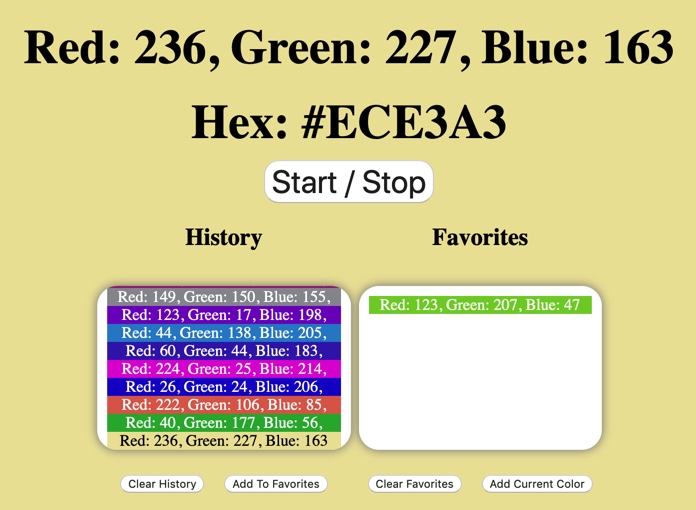 Red: 236, Green: 227, Blue: 163
Hex: #ECE3A3
Start / Stop
History
Favorites
Red: 149, Green: 150, Blue: 155,
Red: 123, Green: 17, Blue: 198,
Red: 44, Green: 138, Blue: 205,
Red: 60, Green: 44, Blue: 183,
Red: 224, Green: 25, Blue: 214,
Red: 26, Green: 24, Blue: 206,
Red: 222, Green: 106, Blue: 85,
Red: 40, Green: 177, Blue: 56,
Red: 236, Green: 227, Blue: 163
Red: 123, Green: 207, Blue: 47
Clear History
Add To Favorites
Clear Favorites
Add Current Color